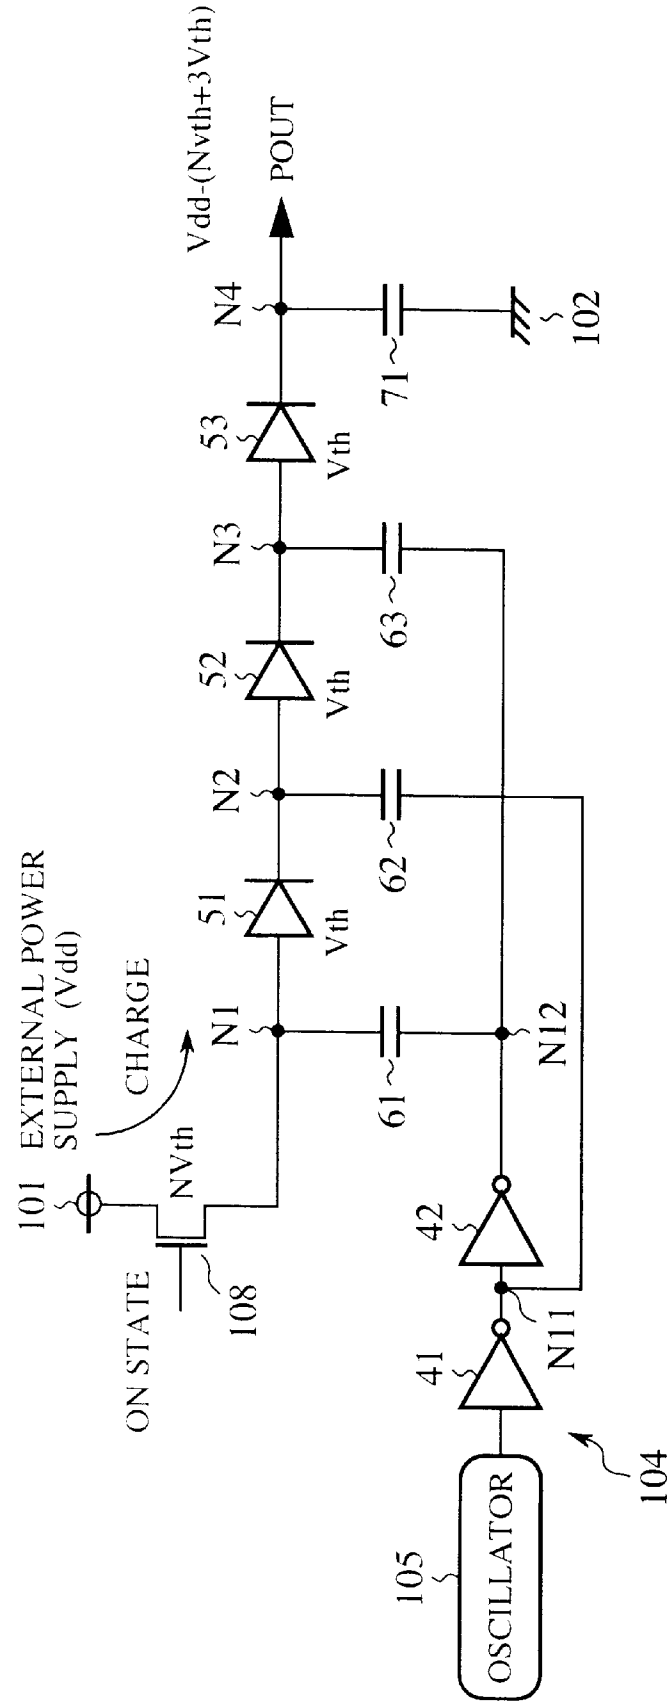 101
EXTERNAL POWER
SUPPLY (Vdd)
CHARGE
ON STATE
NVth
108
Vdd-(Nvth+3Vth)
POUT
N1
51
Vth
N2
52
Vth
N3
53
Vth
N4
61
62
63
71
102
105
OSCILLATOR
41
N11
42
N12
104